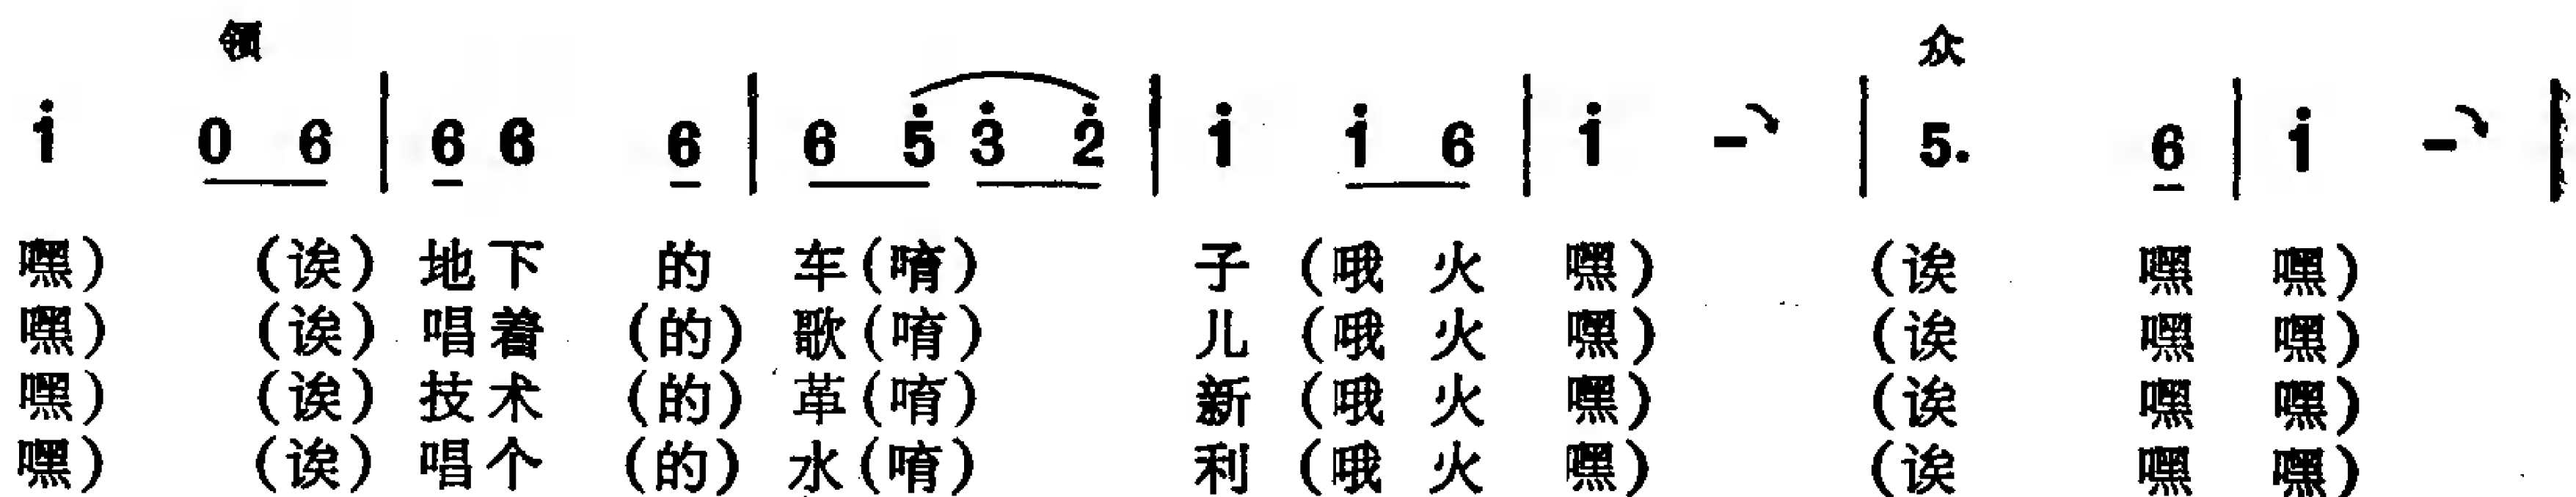 领 众
i 0 6 | 6 6 6 | 6 5 3 2 | i i 6 | i - | 5. 6 | i - |
嘿) (诶) 地下 的 车(唷) 子 (哦 火 嘿) (诶 嘿 嘿)
嘿) (诶) 唱着 (的) 歌(唷) 儿 (哦 火 嘿) (诶 嘿 嘿)
嘿) (诶) 技术 (的) 革(唷) 新 (哦 火 嘿) (诶 嘿 嘿)
嘿) (诶) 唱个 (的) 水(唷) 利 (哦 火 嘿) (诶 嘿 嘿)